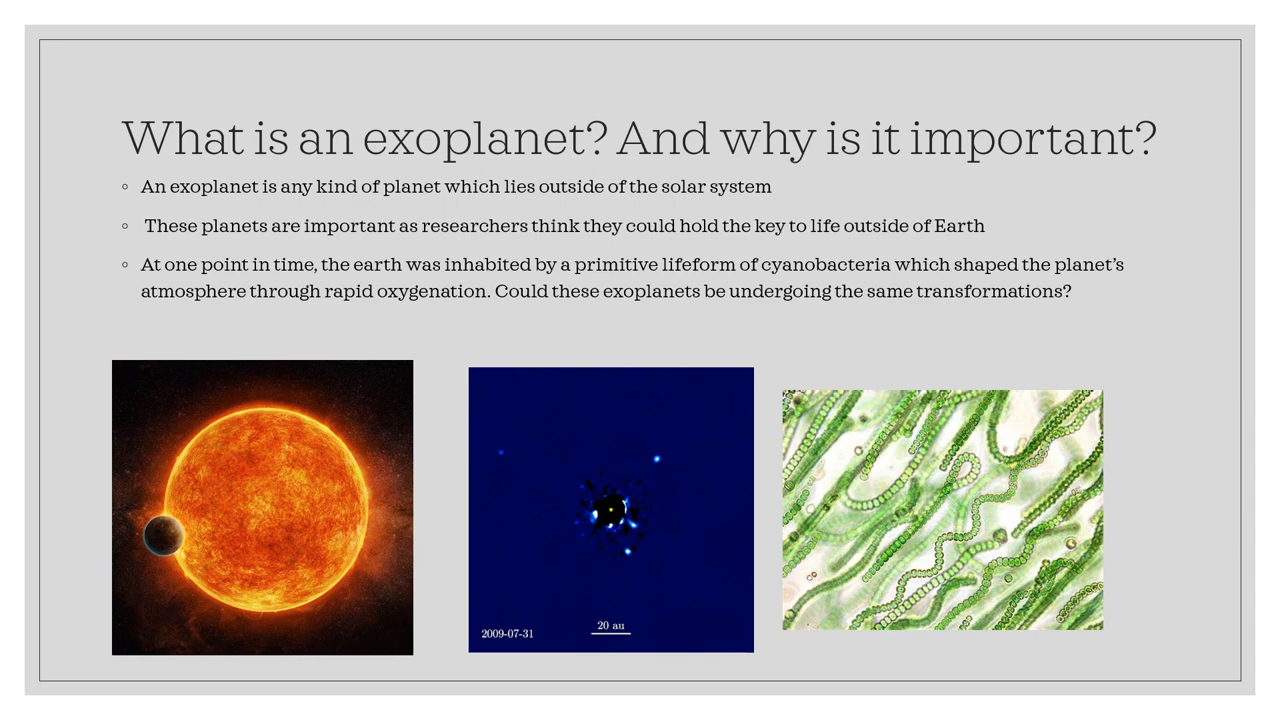 What is an exoplanet? And why is it important?
◦ An exoplanet is any kind of planet which lies outside of the solar system
◦ These planets are important as researchers think they could hold the key to life outside of Earth
◦ At one point in time, the earth was inhabited by a primitive lifeform of cyanobacteria which shaped the planet’s
atmosphere through rapid oxygenation. Could these exoplanets be undergoing the same transformations?
20 au
2009-07-31